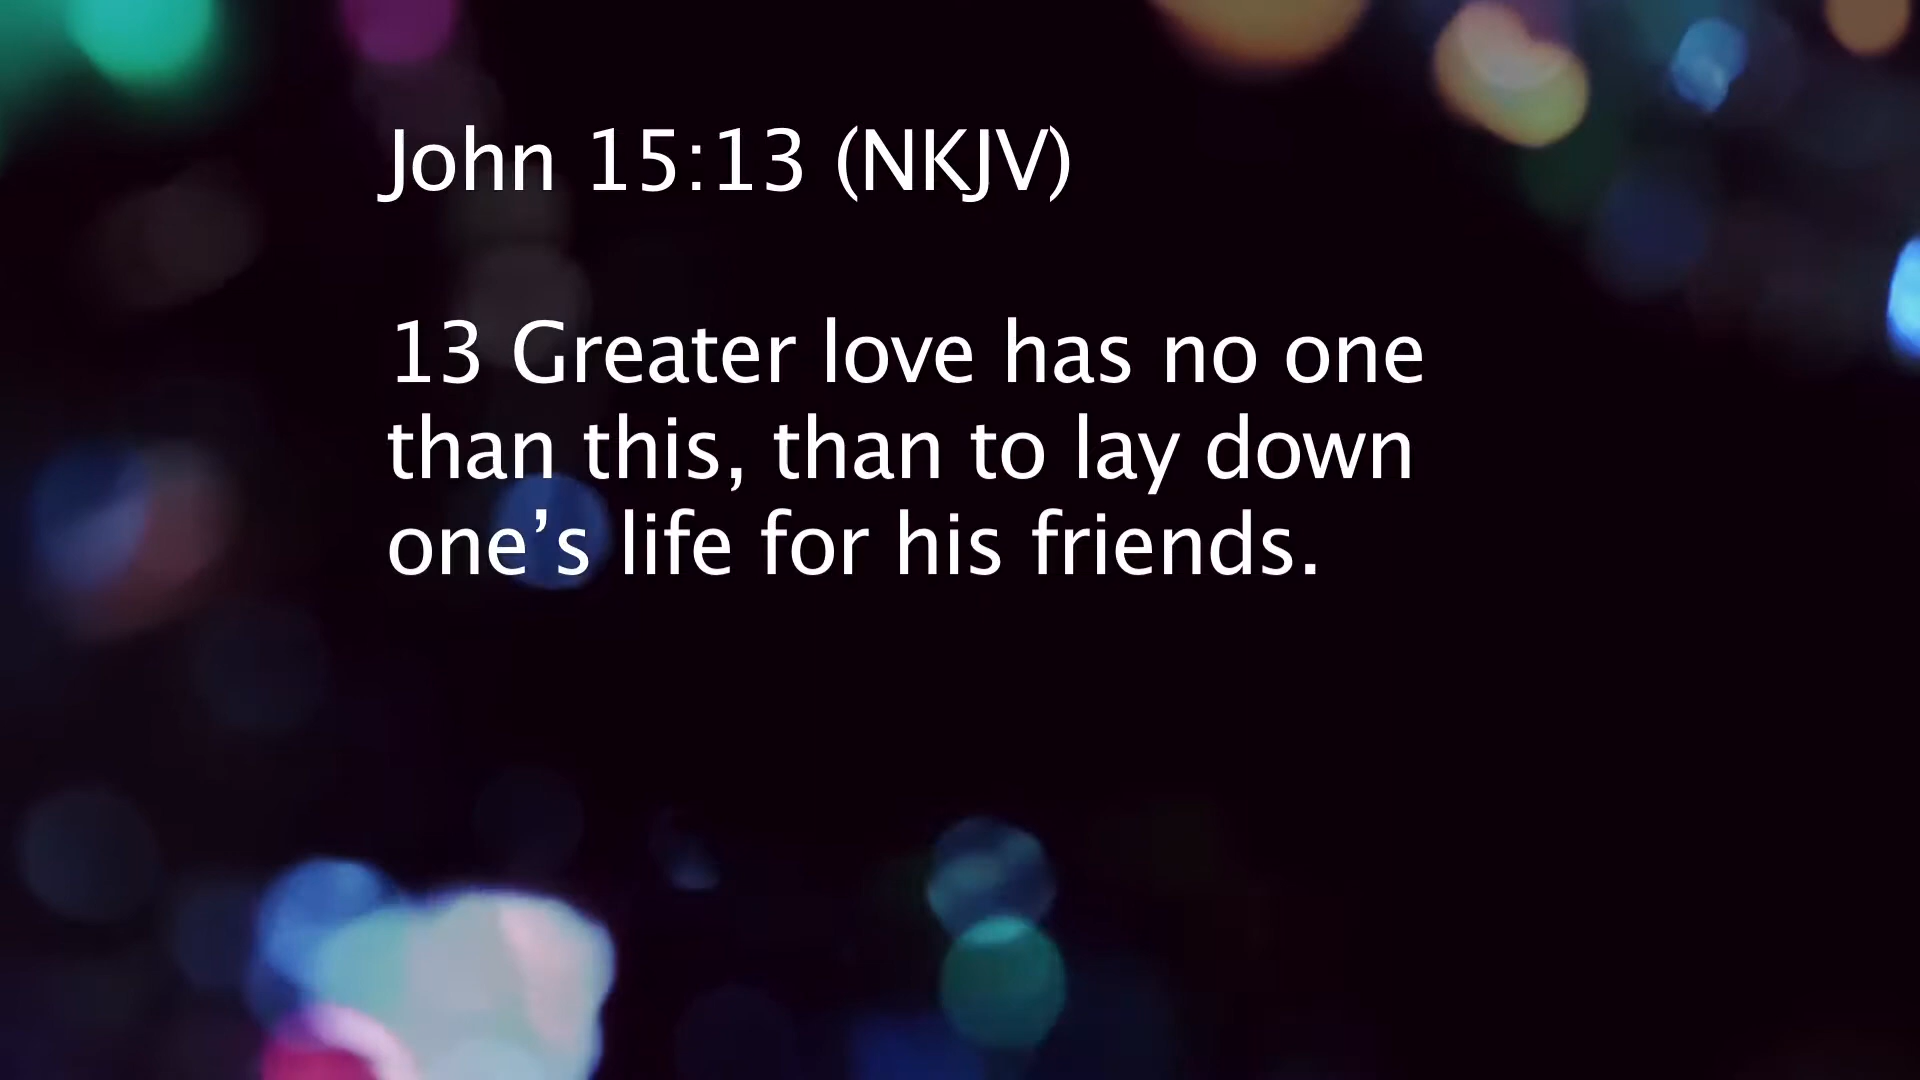 John 15:13 (NKJV)
13 Greater love has no one
than this, than to lay down
one’s life for his friends.